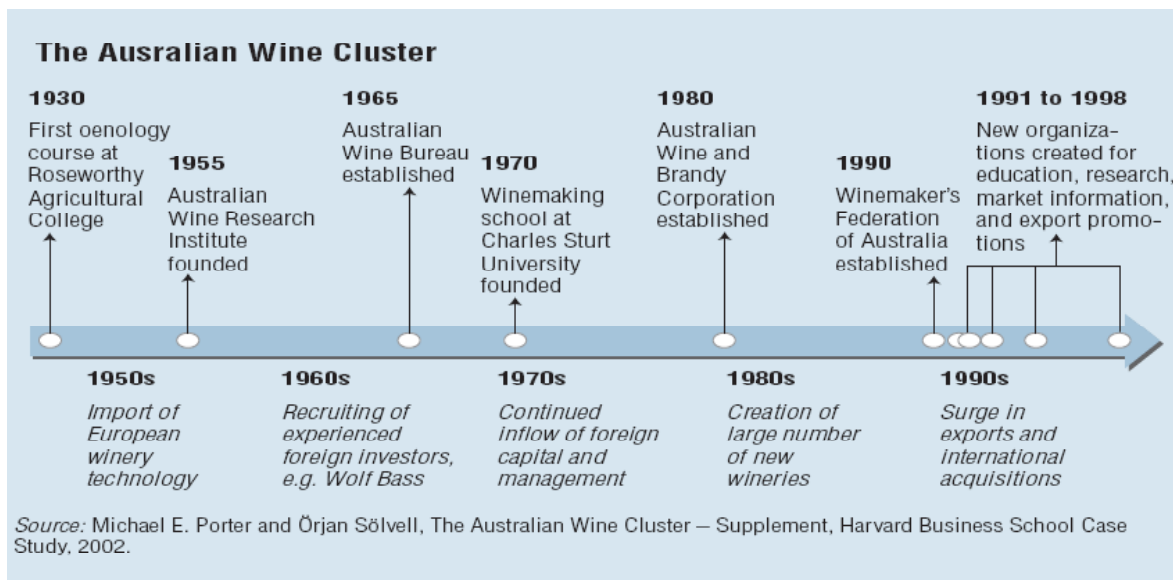 The Ausralian Wine Cluster
1930
First oenology
course at
Roseworthy
Agricultural
College
1955
Australian
Wine Research
Institute
founded
1965
Australian
Wine Bureau
established
1970
Winemaking
school at
Charles Sturt
University
founded
1980
Australian
Wine and
Brandy
Corporation
established
1990
Winemaker's
Federation
of Australia
established
1991 to 1998
New organiza-
tions created for
education, research,
market information,
and export promo-
tions
1950s
Import of
European
winery
technology
1960s
Recruiting of
experienced
foreign investors,
e.g. Wolf Bass
1970s
Continued
inflow of foreign
capital and
management
1980s
Creation of
large number
of new
wineries
1990s
Surge in
exports and
international
acquisitions
Source: Michael E. Porter and Örjan Sölvell, The Australian Wine Cluster – Supplement, Harvard Business School Case
Study, 2002.